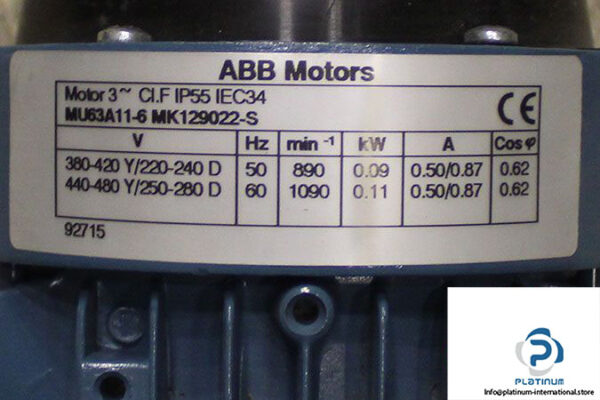 ABB Motors
Motor 3~ Cl.F IP55 IEC34
MU63A11-6 MK129022-S
CE
V Hz min⁻¹ kW A Cos φ
380-420 Y/220-240 D 50 890 0.09 0.50/0.87 0.62
440-480 Y/250-280 D 60 1090 0.11 0.50/0.87 0.62
92715
PLATINUM
Info@platinum-international.store